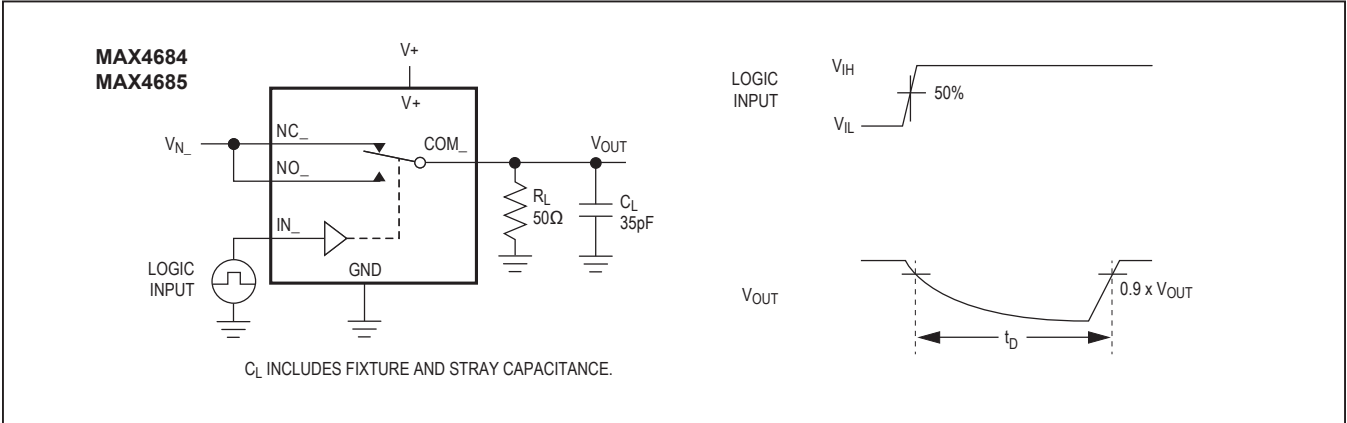 MAX4684
MAX4685
V+
V+
NC_
COM_
V_N_
V_OUT
NO_
R_L
50Ω
C_L
35pF
IN_
LOGIC
INPUT
GND
C_L INCLUDES FIXTURE AND STRAY CAPACITANCE.
LOGIC
INPUT
V_IH
50%
V_IL
V_OUT
0.9 x V_OUT
t_D